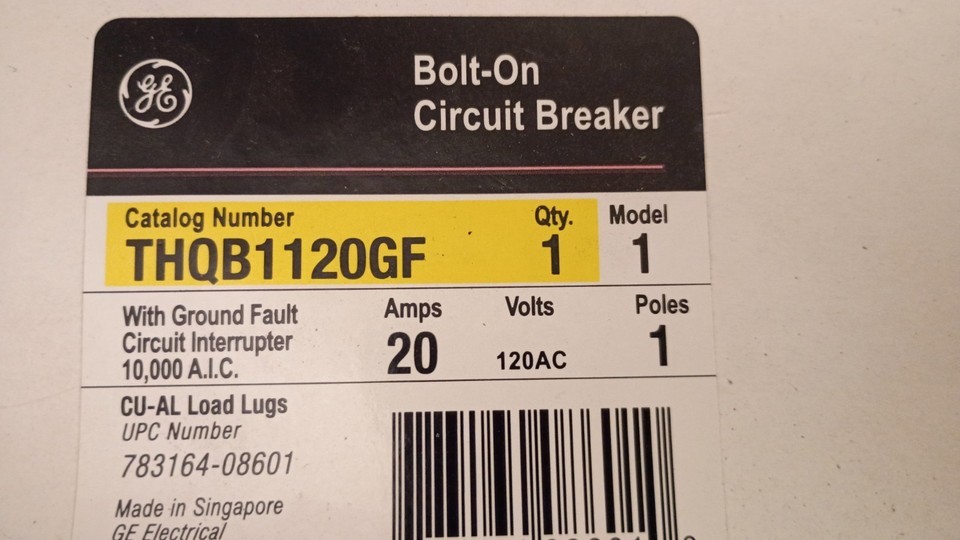 GE
Bolt-On
Circuit Breaker
Catalog Number Qty. Model
THQB1120GF 1 1
With Ground Fault Amps Volts Poles
Circuit Interrupter 20 120AC 1
10,000 A.I.C.
CU-AL Load Lugs
UPC Number
783164-08601
Made in Singapore
GE Electrical